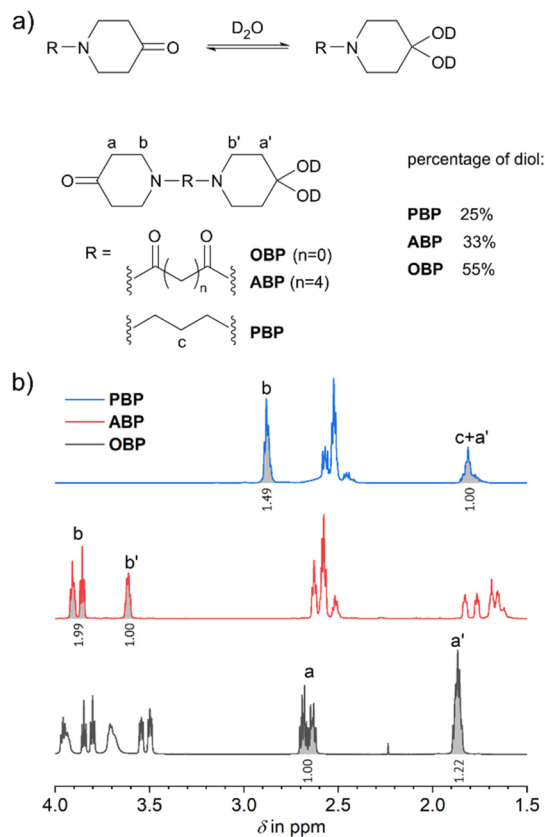 a)
D₂O
R N O
R N OD
OD
a b b' a'
O N R N OD
OD
percentage of diol:
PBP 25%
ABP 33%
OBP 55%
R = O O
n
OBP (n=0)
ABP (n=4)
c
PBP
b)
PBP
ABP
OBP
b
c+a'
1.49
1.00
b
b'
1.99
1.00
a
a'
1.00
1.22
4.0 3.5 3.0 2.5 2.0 1.5
δ in ppm